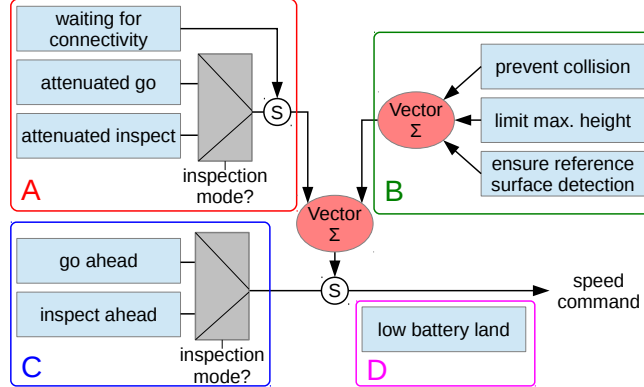 waiting for
connectivity
attenuated go
attenuated inspect
S
inspection
mode?
A
prevent collision
limit max. height
ensure reference
surface detection
Vector
Σ
B
Vector
Σ
go ahead
inspect ahead
inspection
mode?
C
S
speed
command
low battery land
D